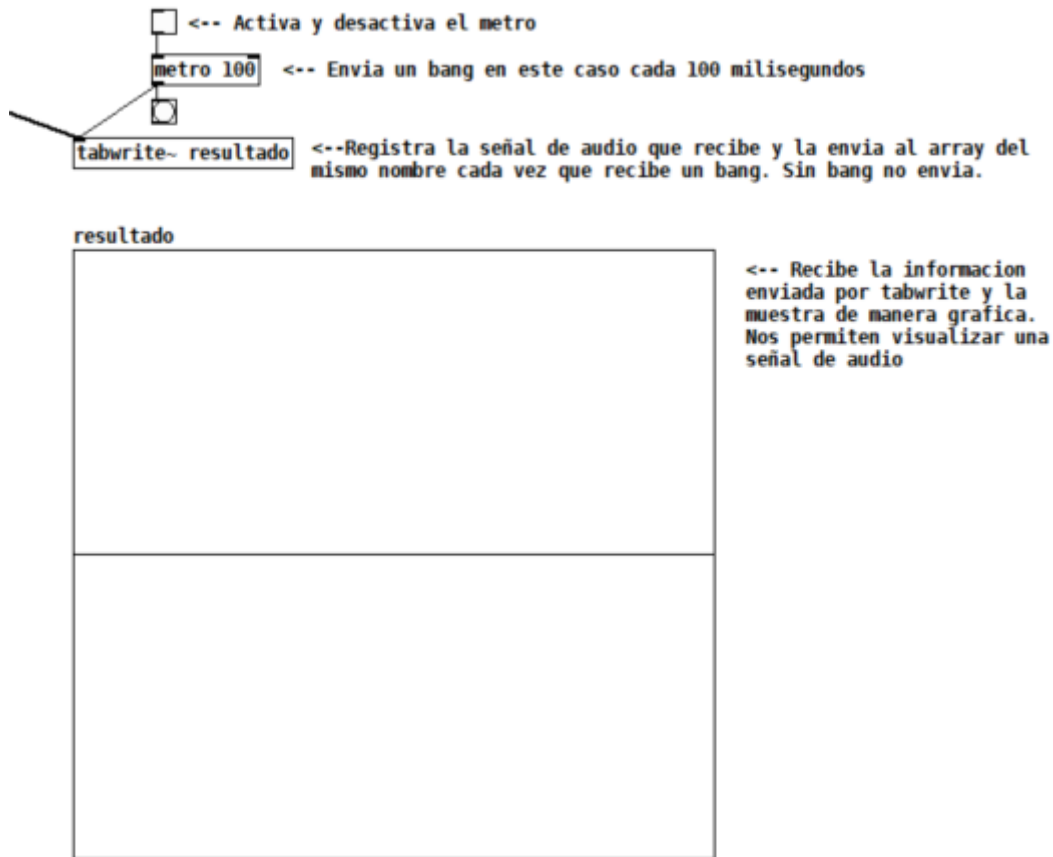 <-- Activa y desactiva el metro
metro 100
<-- Envia un bang en este caso cada 100 milisegundos
tabwrite~ resultado
<--Registra la señal de audio que recibe y la envia al array del
mismo nombre cada vez que recibe un bang. Sin bang no envia.
resultado
<-- Recibe la informacion
enviada por tabwrite y la
muestra de manera grafica.
Nos permiten visualizar una
señal de audio